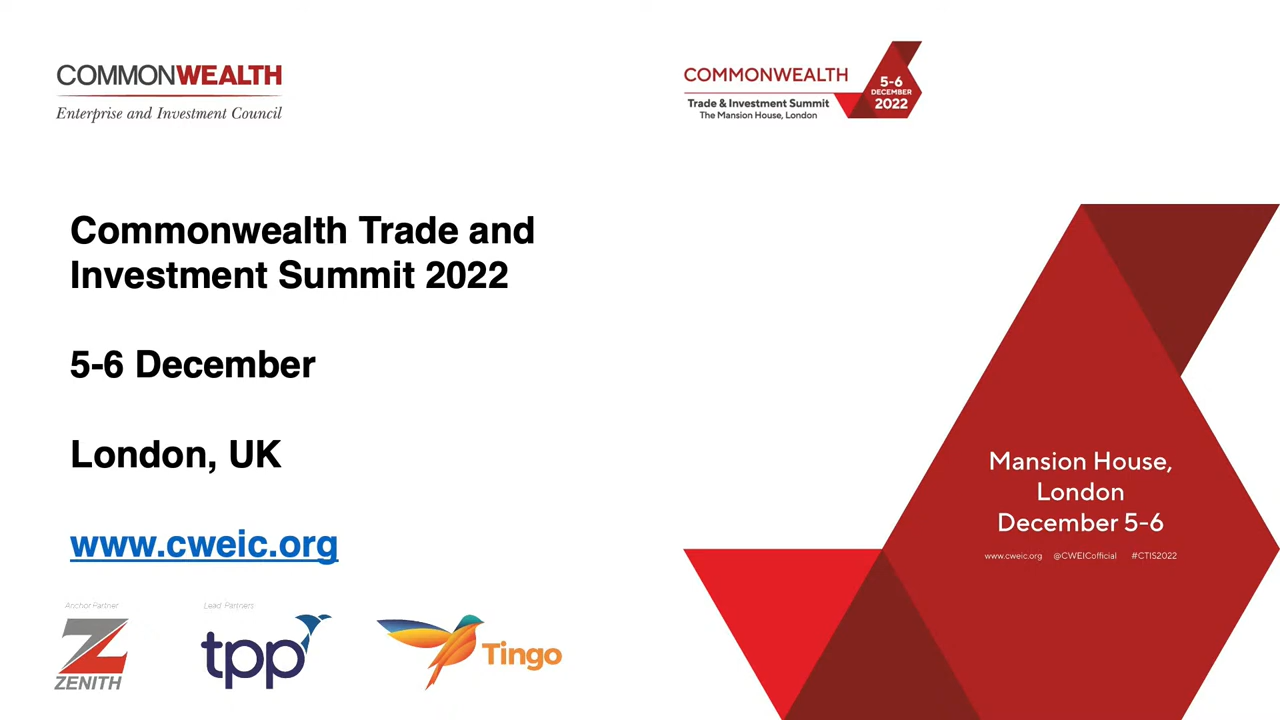 COMMONWEALTH
Enterprise and Investment Council
COMMONWEALTH
Trade & Investment Summit
The Mansion House, London
5-6
DECEMBER
2022
Commonwealth Trade and
Investment Summit 2022
5-6 December
London, UK
www.cweic.org
Mansion House,
London
December 5-6
www.cweic.org @CWEICofficial #CTIS2022
Anchor Partner
Lead Partners
Z
ZENITH
tpp
Tingo